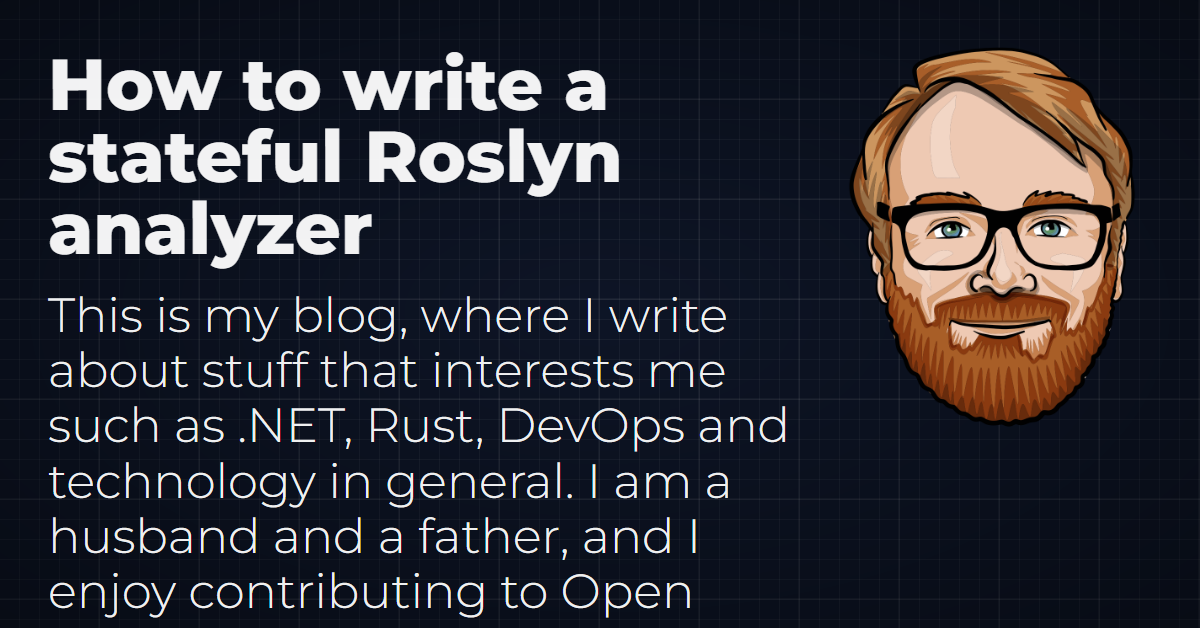 How to write a
stateful Roslyn
analyzer
This is my blog, where I write
about stuff that interests me
such as .NET, Rust, DevOps and
technology in general. I am a
husband and a father, and I
enjoy contributing to Open